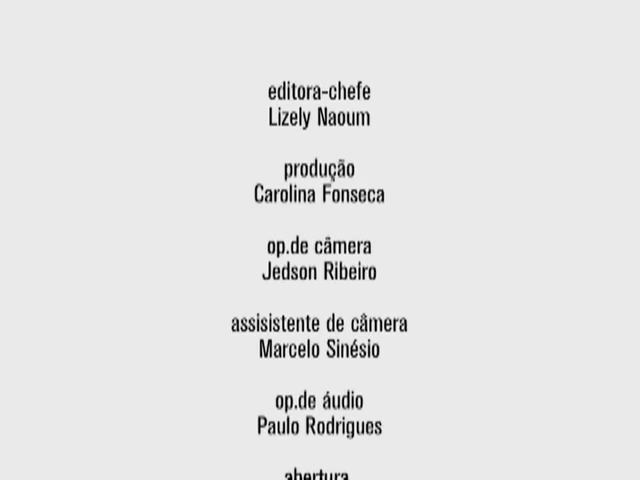 editora-chefe
Lizely Naoum
produção
Carolina Fonseca
op.de câmera
Jedson Ribeiro
assisistente de câmera
Marcelo Sinésio
op.de áudio
Paulo Rodrigues
abertura